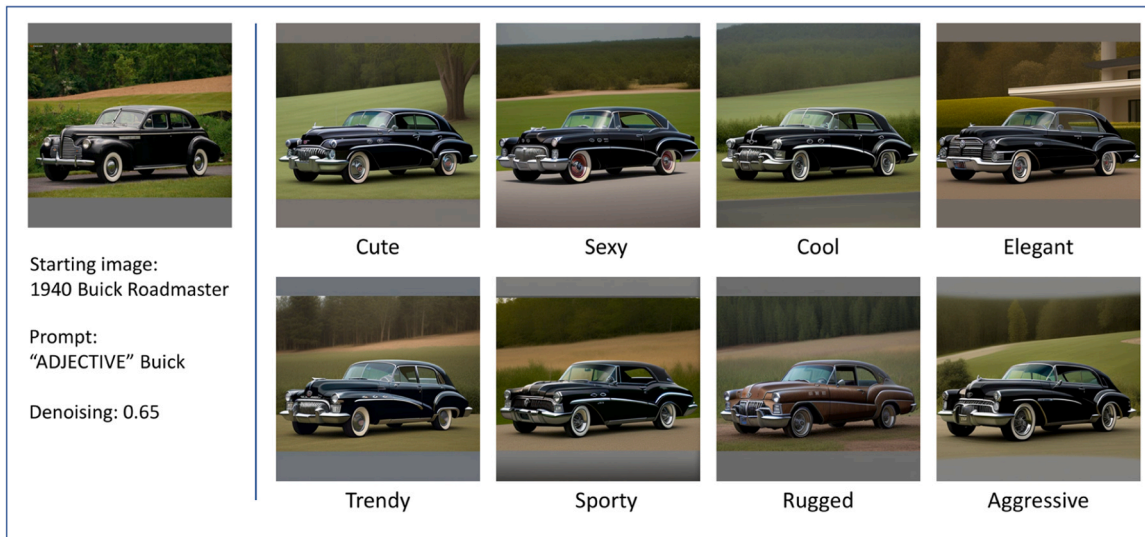 Starting image:
1940 Buick Roadmaster
Prompt:
“ADJECTIVE” Buick
Denoising: 0.65
Cute
Sexy
Cool
Elegant
Trendy
Sporty
Rugged
Aggressive